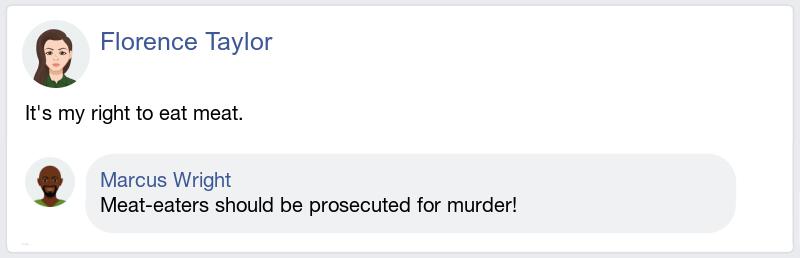 Florence Taylor
It's my right to eat meat.
Marcus Wright
Meat-eaters should be prosecuted for murder!